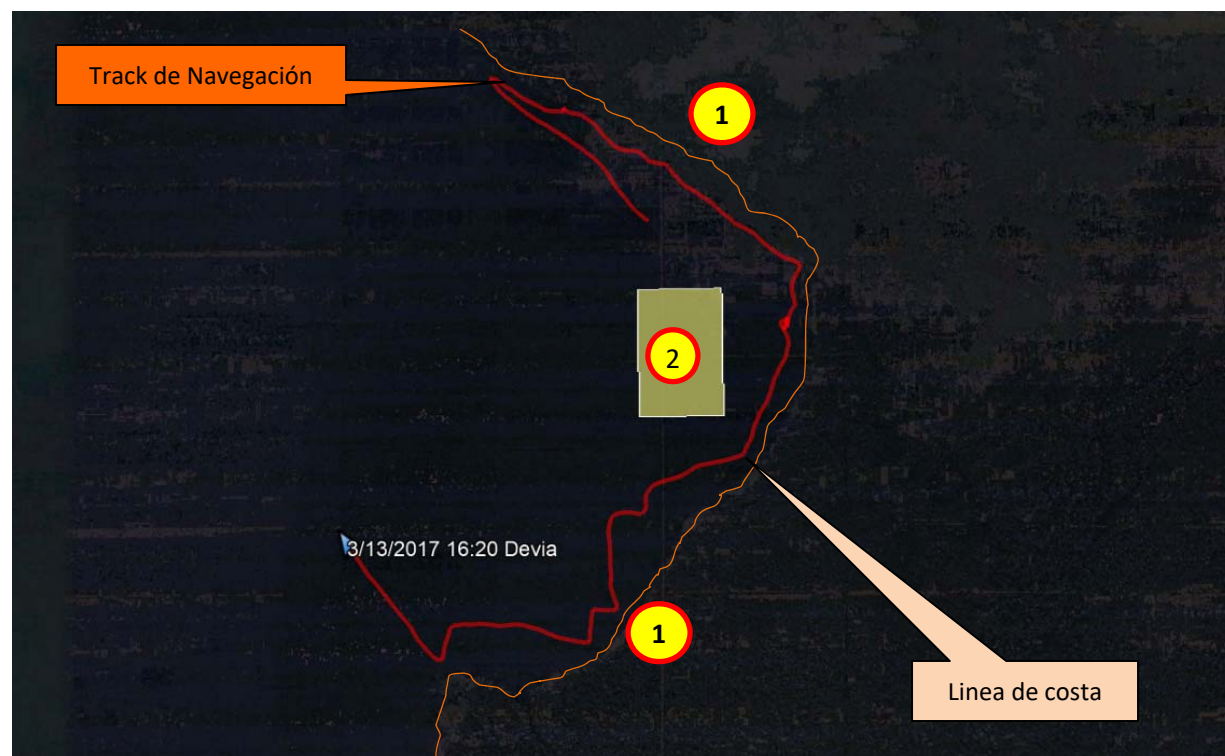 Track de Navegación
1
2
3/13/2017 16:20 Devia
1
Linea de costa